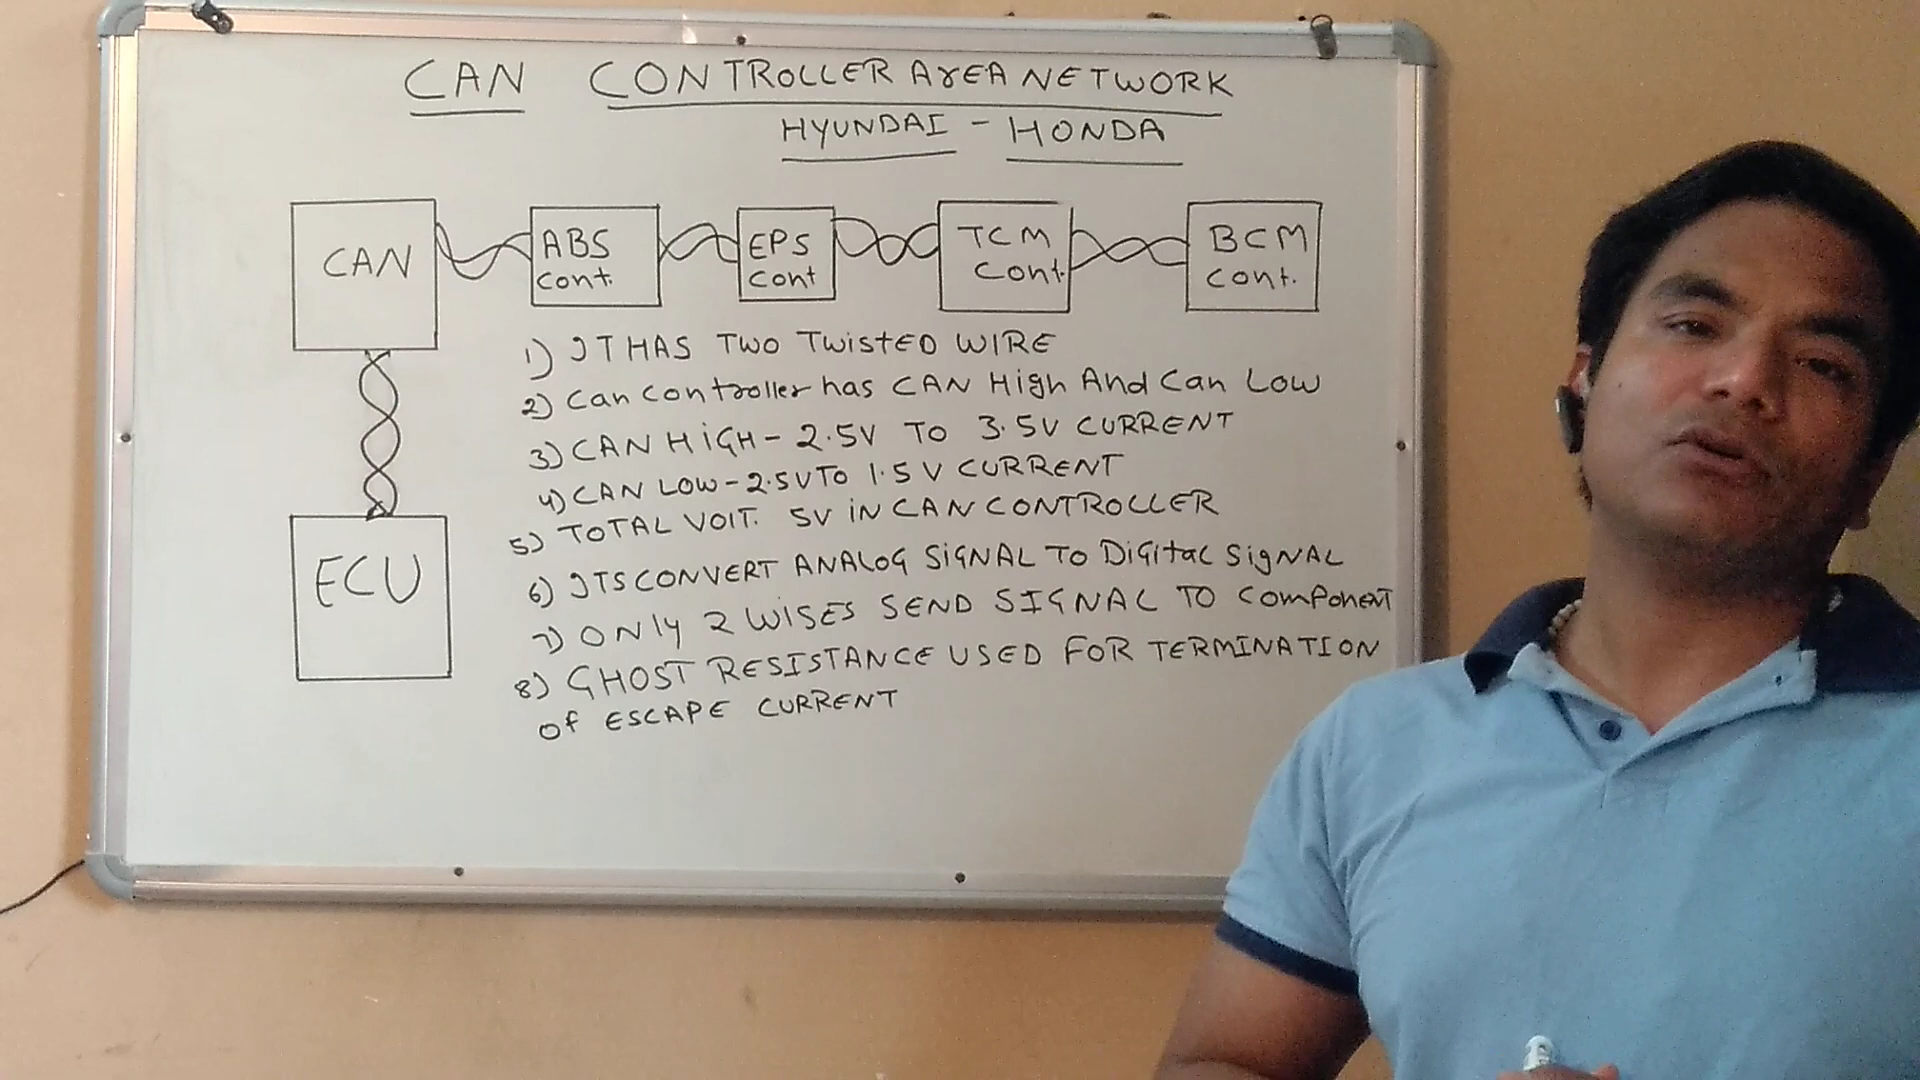 CAN CONTROLLER AREA NETWORK
HYUNDAI - HONDA
CAN
ABS
cont.
EPS
cont
TCM
cont.
BCM
cont.
ECU
1) IT HAS TWO TwistED WIRE
2) Can controller has CAN High And Can Low
3) CAN HiGH - 2.5V TO 3.5V CURRENT
4) CAN LOW - 2.5V TO 1.5V CURRENT
5) TOTAL VOlT. 5V iN CAN CONTROLLER
6) ITS CONVERT ANALOG SiGNAL TO DiGital SigNAL
7) ONly 2 WISES SEND SIGNAL TO ComPonenT
8) GHOST RESISTANCE USED FOR TERMINATION
of ESCAPE CURRENT